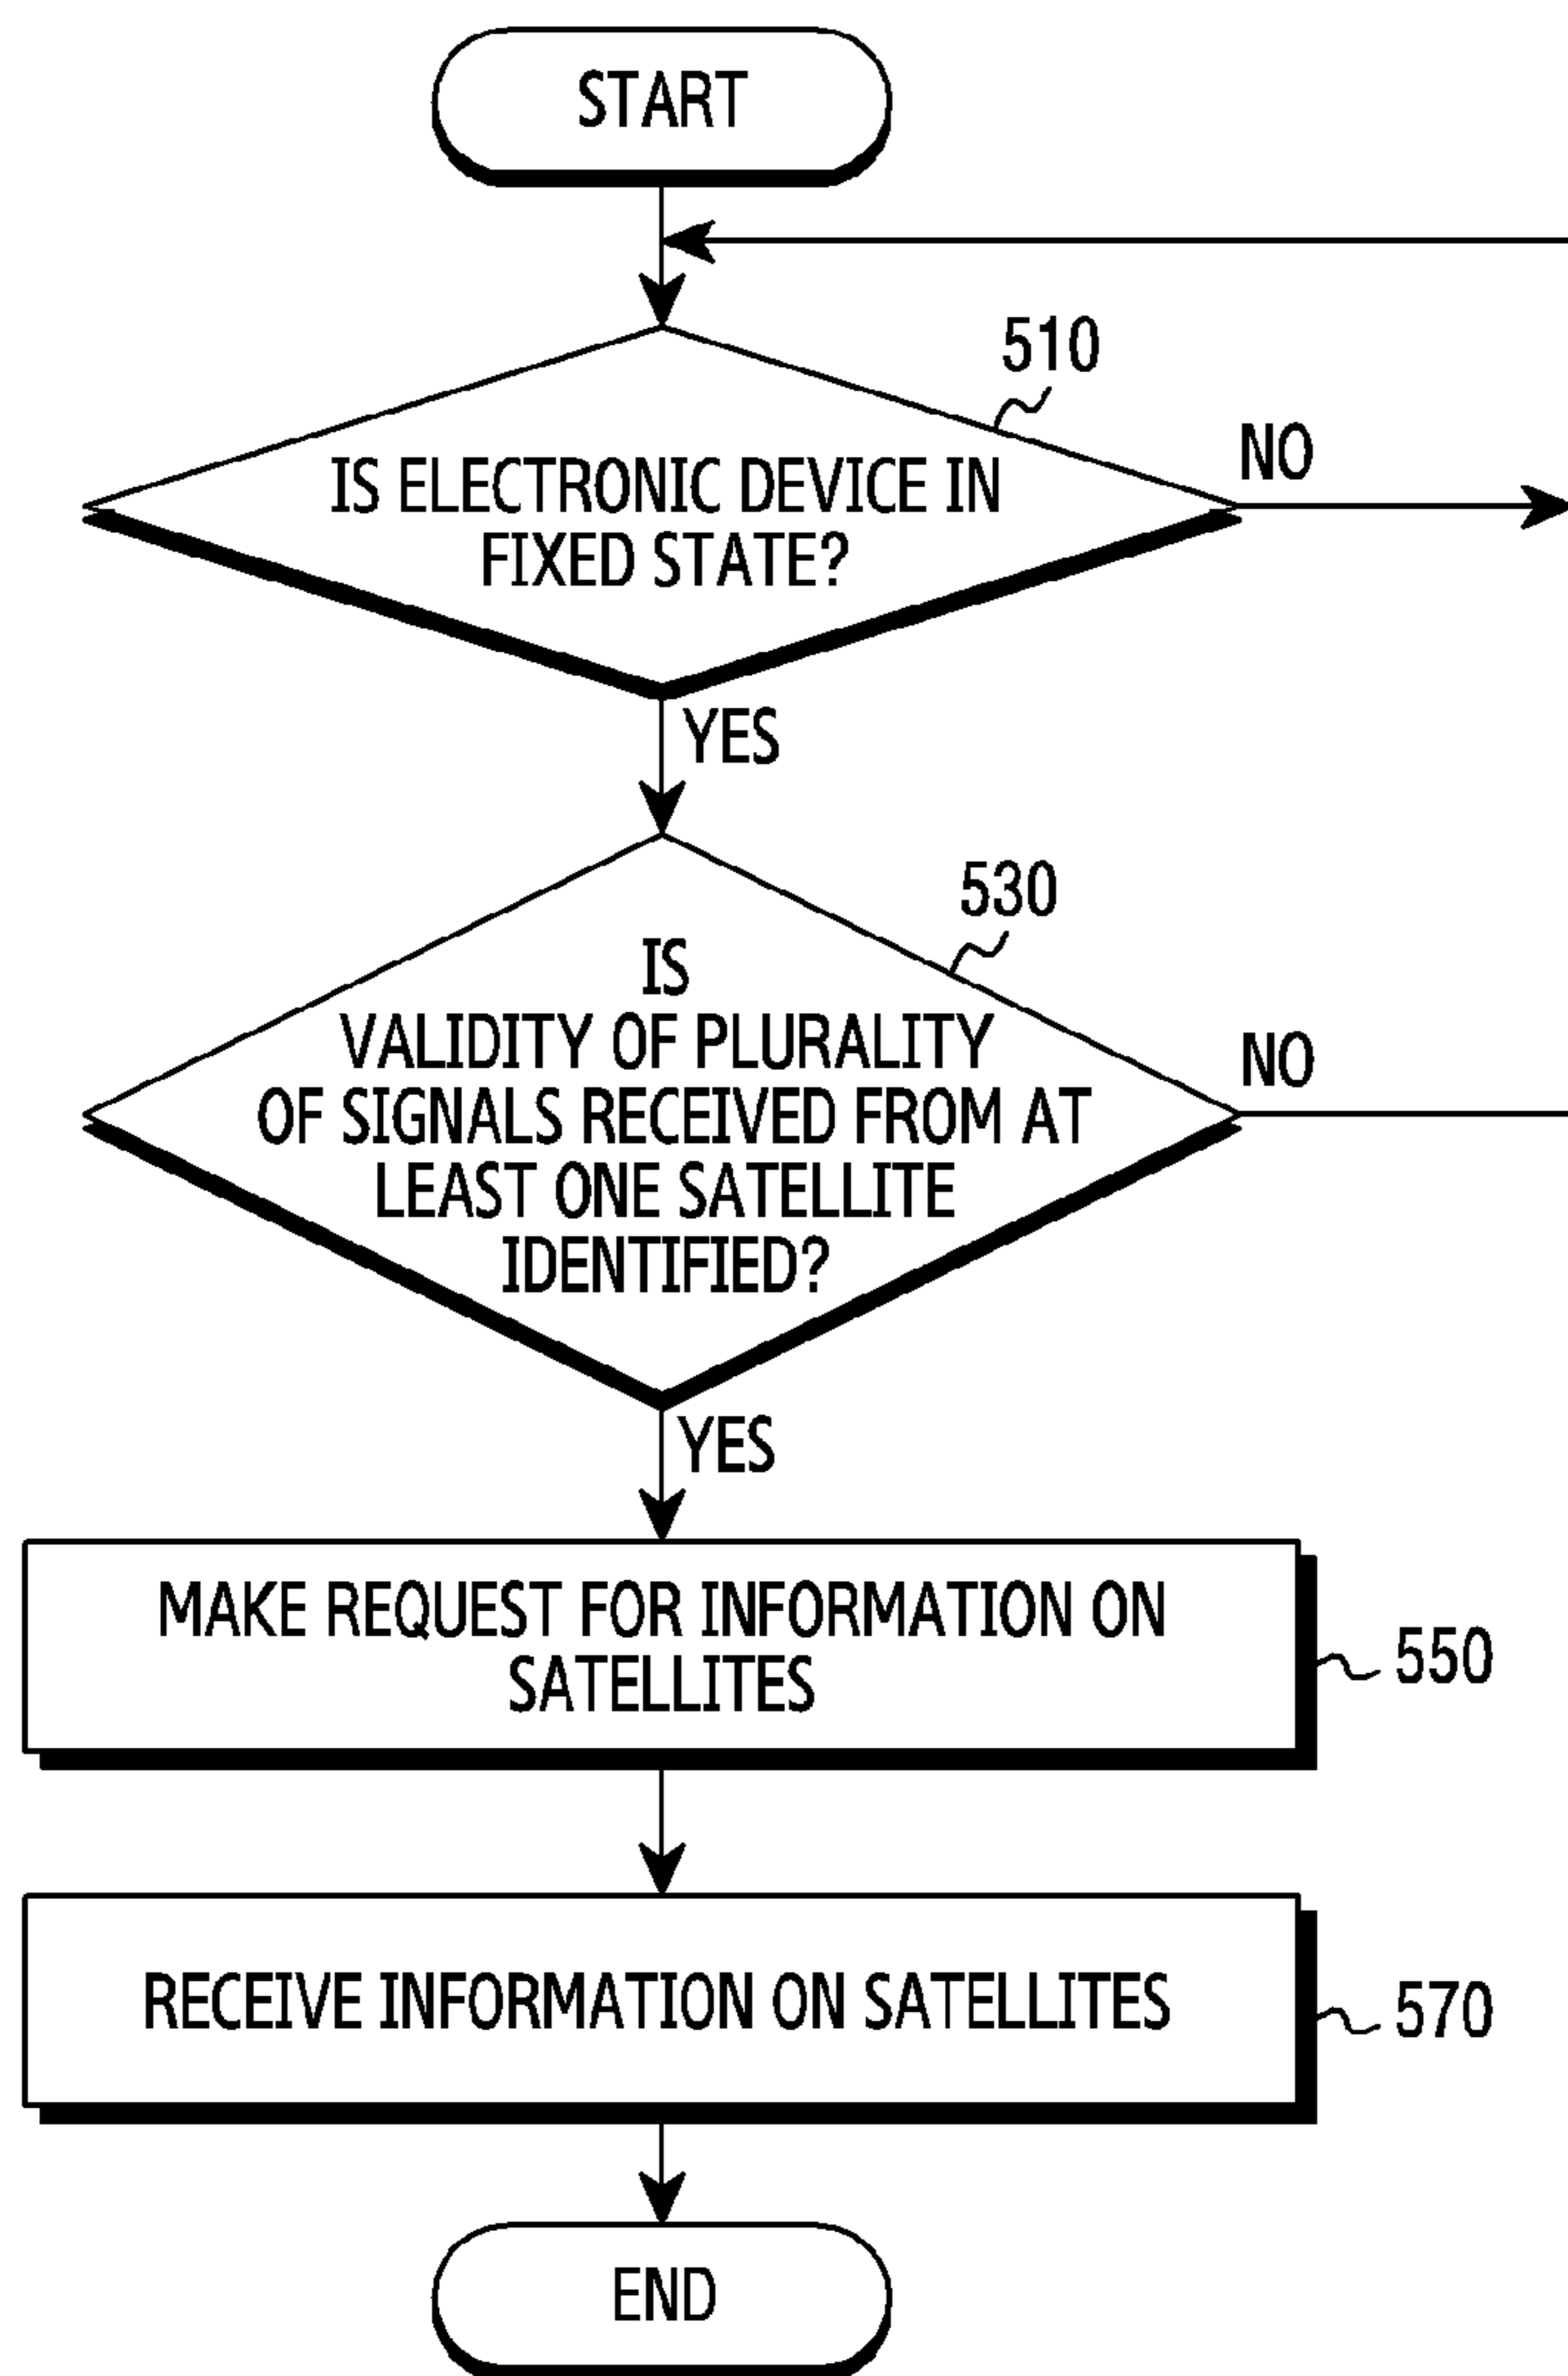 START
510
IS ELECTRONIC DEVICE IN
FIXED STATE?
NO
YES
530
IS
VALIDITY OF PLURALITY
OF SIGNALS RECEIVED FROM AT
LEAST ONE SATELLITE
IDENTIFIED?
NO
YES
MAKE REQUEST FOR INFORMATION ON
SATELLITES
550
RECEIVE INFORMATION ON SATELLITES
570
END